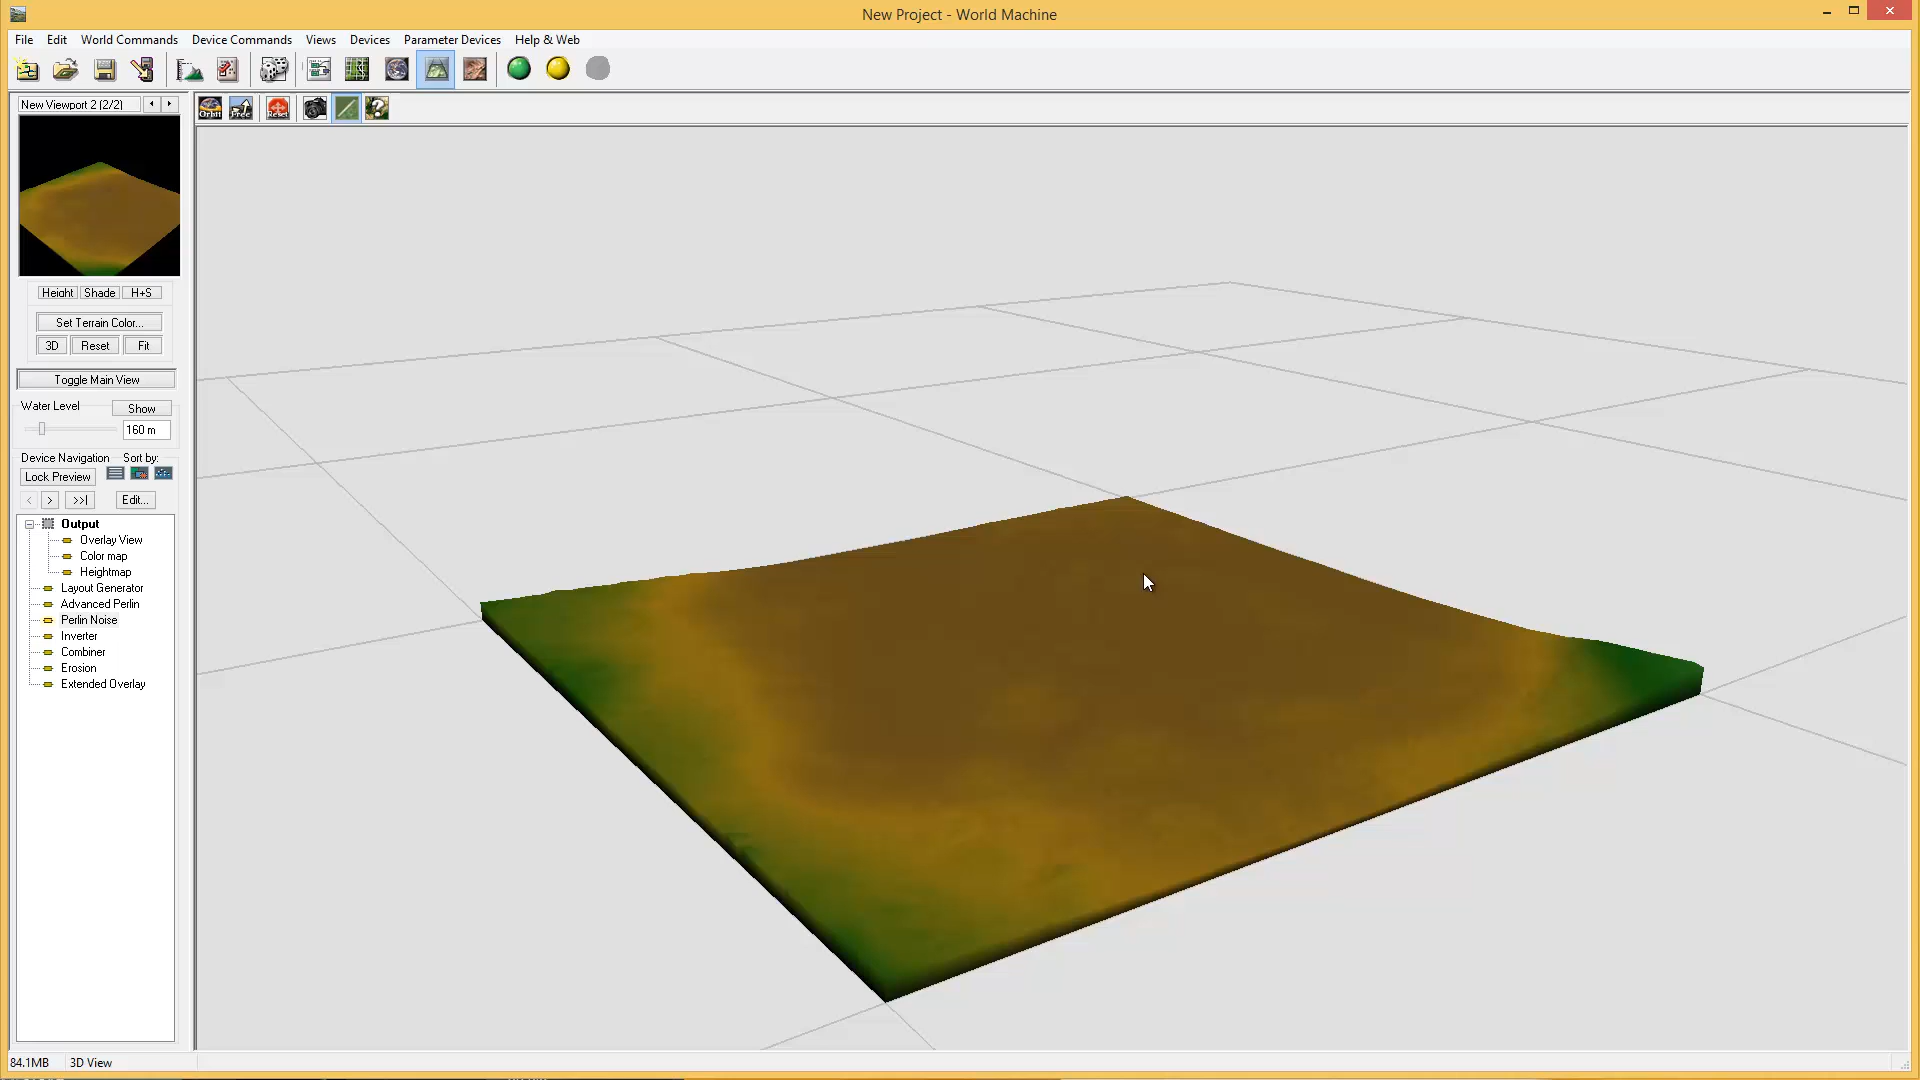 New Project - World Machine
File Edit World Commands Device Commands Views Devices Parameter Devices Help & Web
New Viewport 2 (2/2)
Orbit Free Reset
Height Shade H+S
Set Terrain Color...
3D Reset Fit
Toggle Main View
Water Level Show
160 m
Device Navigation Sort by:
Lock Preview
< > >>| Edit...
Output
Overlay View
Color map
Heightmap
Layout Generator
Advanced Perlin
Perlin Noise
Inverter
Combiner
Erosion
Extended Overlay
84.1MB 3D View